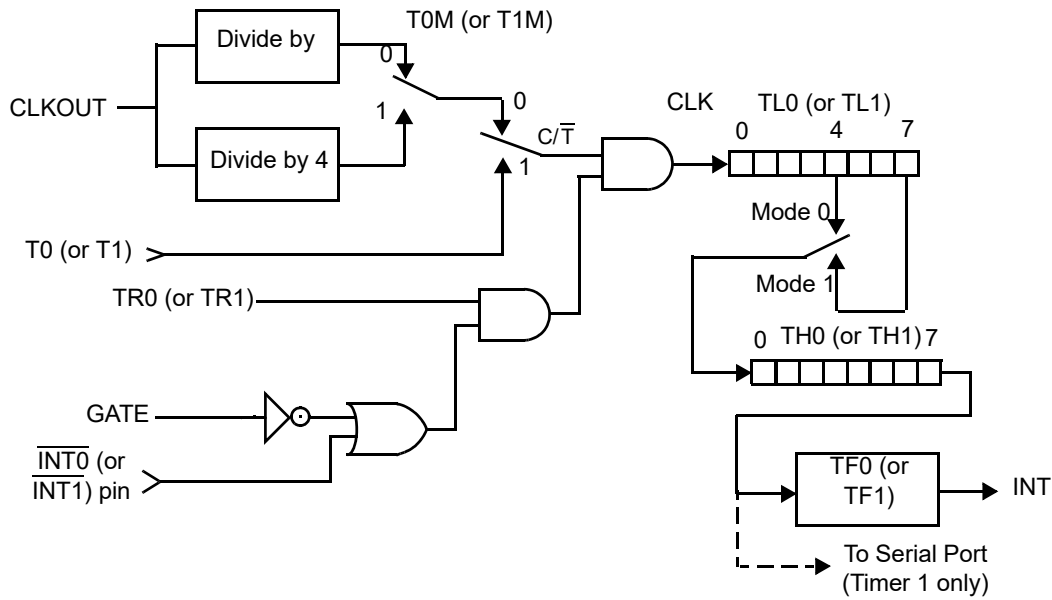 T0M (or T1M)
Divide by
0
CLKOUT
1
Divide by 4
0
C/T̅
1
CLK
TL0 (or TL1)
0 4 7
T0 (or T1)
Mode 0
Mode 1
TR0 (or TR1)
TH0 (or TH1)
0 7
GATE
I̅N̅T̅0̅ (or
I̅N̅T̅1̅) pin
TF0 (or
TF1)
INT
To Serial Port
(Timer 1 only)